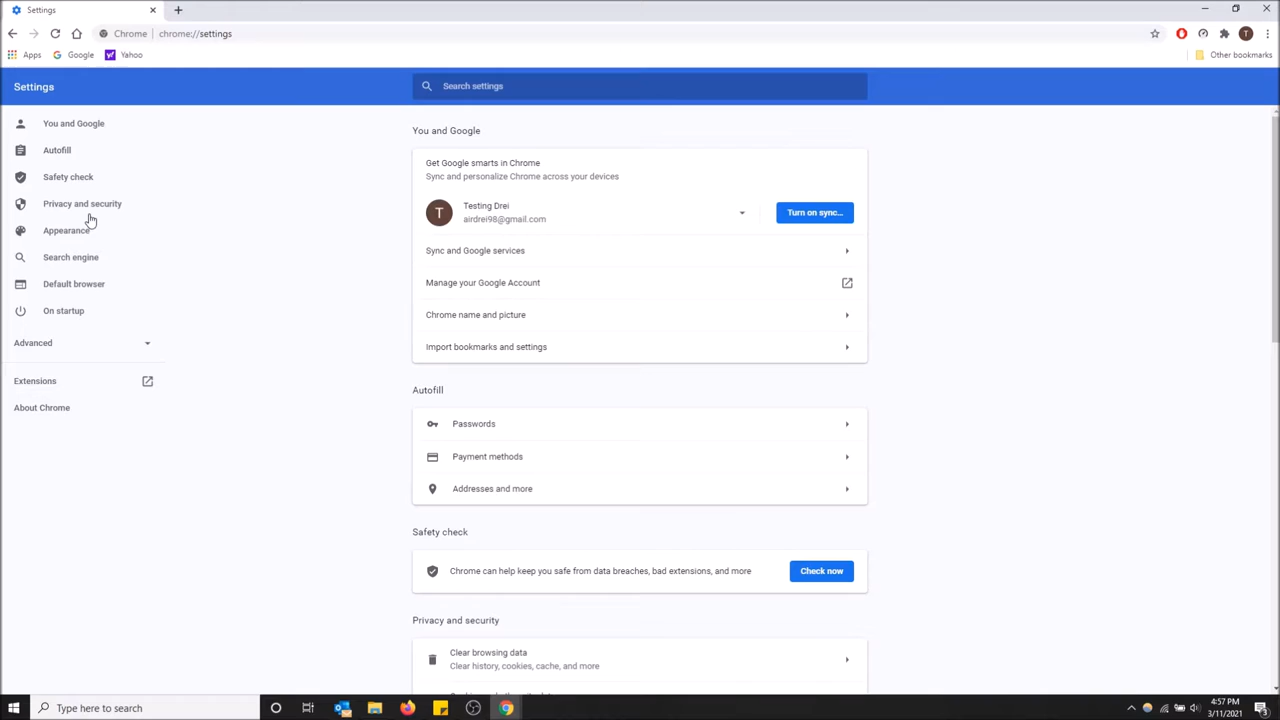 Settings
Chrome chrome://settings
T
Apps Google Yahoo Other bookmarks
Settings
Search settings
You and Google
Autofill
Safety check
Privacy and security
Appearance
Search engine
Default browser
On startup
Advanced
Extensions
About Chrome
You and Google
Get Google smarts in Chrome
Sync and personalize Chrome across your devices
T
Testing Drei
airdrei98@gmail.com
Turn on sync...
Sync and Google services
Manage your Google Account
Chrome name and picture
Import bookmarks and settings
Autofill
Passwords
Payment methods
Addresses and more
Safety check
Chrome can help keep you safe from data breaches, bad extensions, and more
Check now
Privacy and security
Clear browsing data
Clear history, cookies, cache, and more
Type here to search
4:57 PM
3/11/2021
3